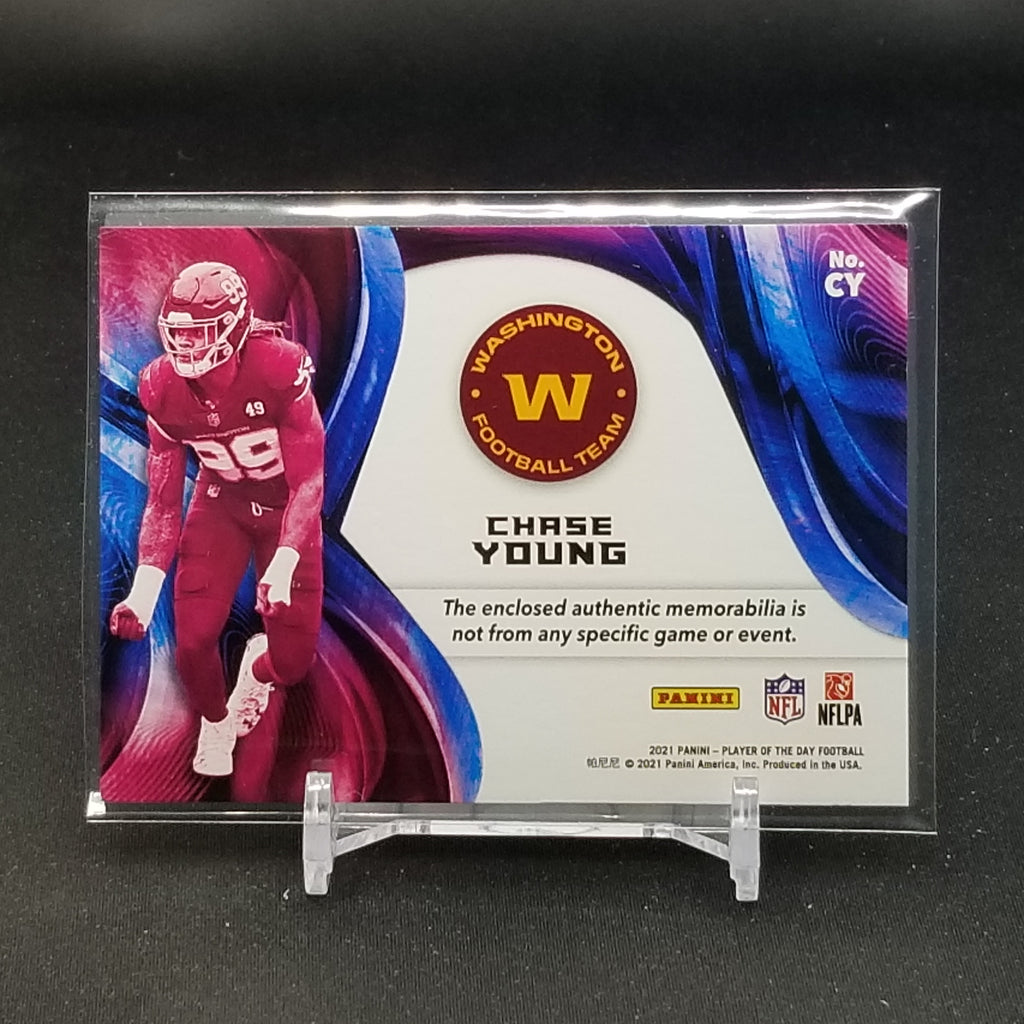 No.
CY
WASHINGTON
W
FOOTBALL TEAM
99
49
WASHINGTON
99
CHASE
YOUNG
The enclosed authentic memorabilia is
not from any specific game or event.
PANINI
NFL
NFLPA
2021 PANINI – PLAYER OF THE DAY FOOTBALL
帕尼尼 © 2021 Panini America, Inc. Produced in the USA.